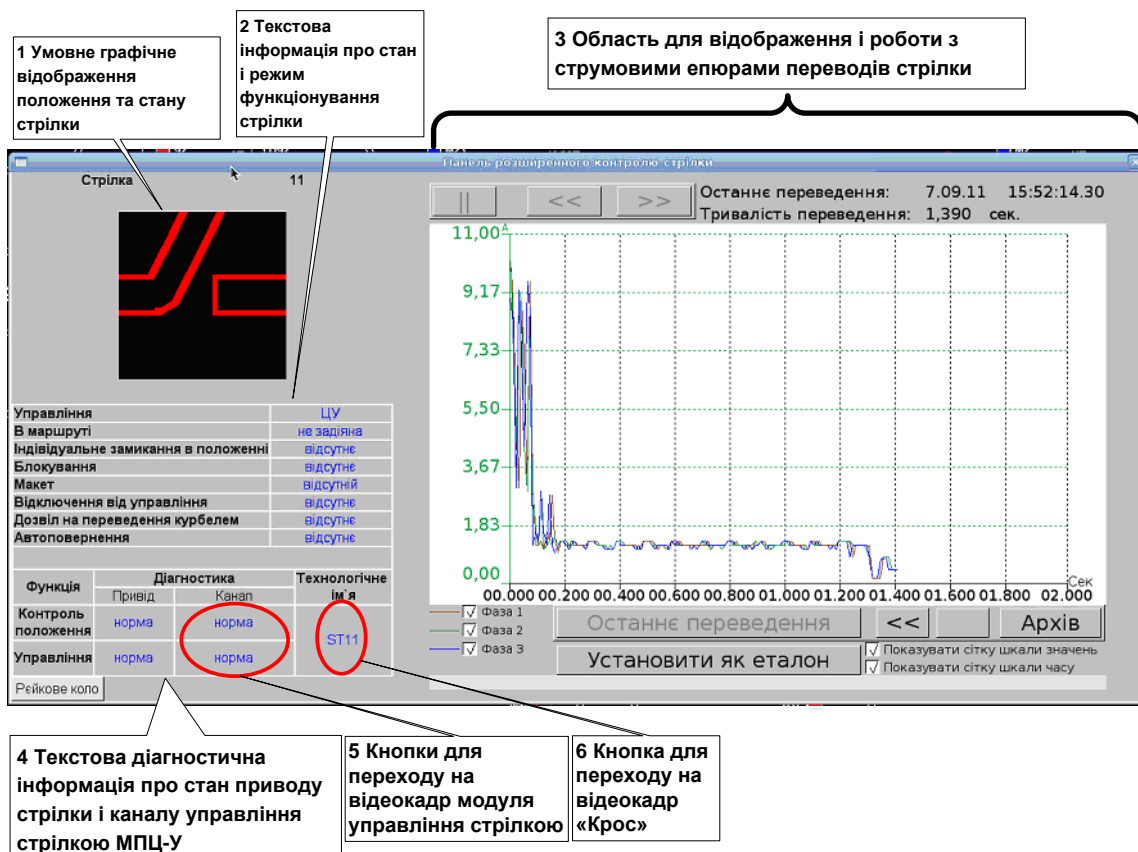 1 Умовне графічне
відображення
положення та стану
стрілки
2 Текстова
інформація про стан
і режим
функціонування
стрілки
3 Область для відображення і роботи з
струмовими епюрами переводів стрілки
Панель розширенного контролю стрілки
Стрілка 11
|| << >>
Останнє переведення: 7.09.11 15:52:14.30
Тривалість переведення: 1,390 сек.
11,00 A
9,17
7,33
5,50
3,67
1,83
0,00
Сек
00.000 00.200 00.400 00.600 00.800 01.000 01.200 01.400 01.600 01.800 02.000
Управління ЦУ
В маршруті не задіяна
Індівідуальне замикання в положенні відсутнє
Блокування відсутнє
Макет відсутній
Відключення від управління відсутнє
Дозвіл на переведення курбелем відсутнє
Автоповернення відсутнє
Функція Діагностика Технологічне
Привід Канал ім`я
Контроль
положення норма норма
ST11
Управління норма норма
Рєйкове коло
Фаза 1
Фаза 2
Фаза 3
Останнє переведення << Архів
Установити як еталон
Показувати сітку шкали значень
Показувати сітку шкали часу
4 Текстова діагностична
інформація про стан приводу
стрілки і каналу управління
стрілкою МПЦ-У
5 Кнопки для
переходу на
відеокадр модуля
управління стрілкою
6 Кнопка для
переходу на
відеокадр
«Крос»